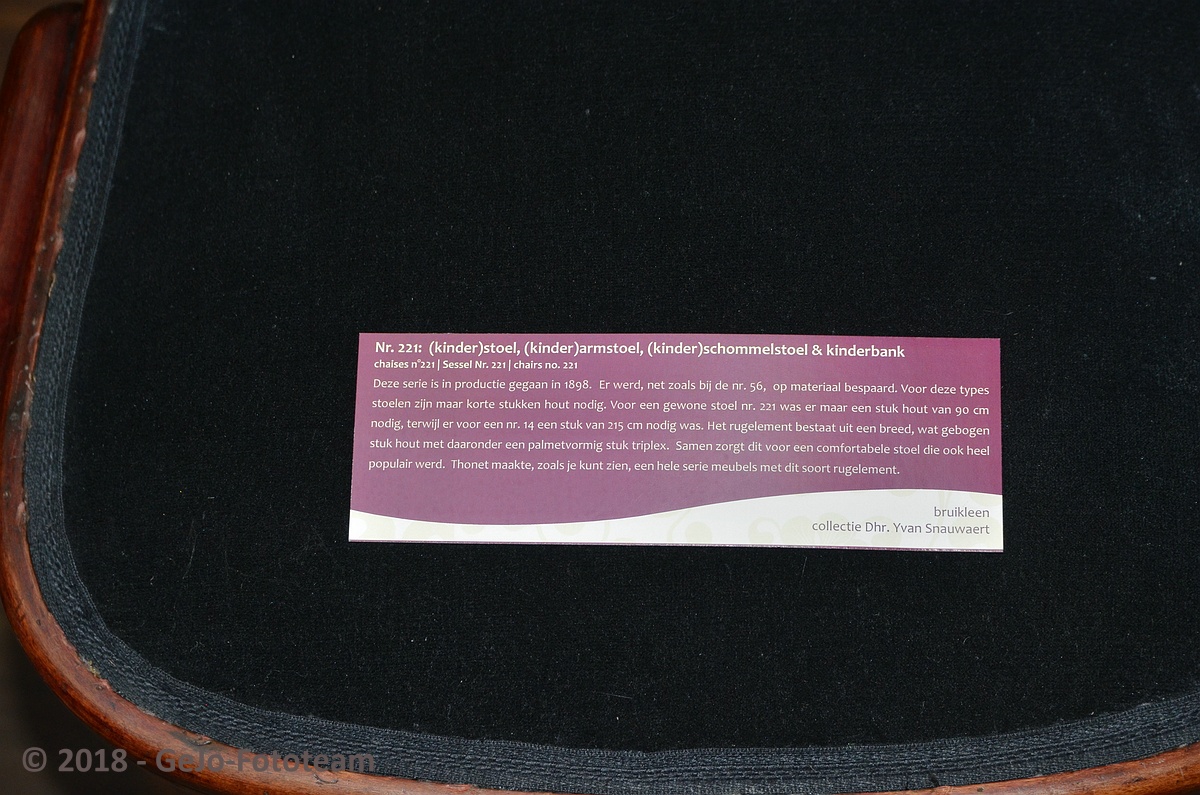 Nr. 221: (kinder)stoel, (kinder)armstoel, (kinder)schommelstoel & kinderbank
chaises n°221 | Sessel Nr. 221 | chairs no. 221
Deze serie is in productie gegaan in 1898. Er werd, net zoals bij de nr. 56, op materiaal bespaard. Voor deze types
stoelen zijn maar korte stukken hout nodig. Voor een gewone stoel nr. 221 was er maar een stuk hout van 90 cm
nodig, terwijl er voor een nr. 14 een stuk van 215 cm nodig was. Het rugelement bestaat uit een breed, wat gebogen
stuk hout met daaronder een palmetvormig stuk triplex. Samen zorgt dit voor een comfortabele stoel die ook heel
populair werd. Thonet maakte, zoals je kunt zien, een hele serie meubels met dit soort rugelement.
bruikleen
collectie Dhr. Yvan Snauwaert
© 2018 - GeJo-Fototeam